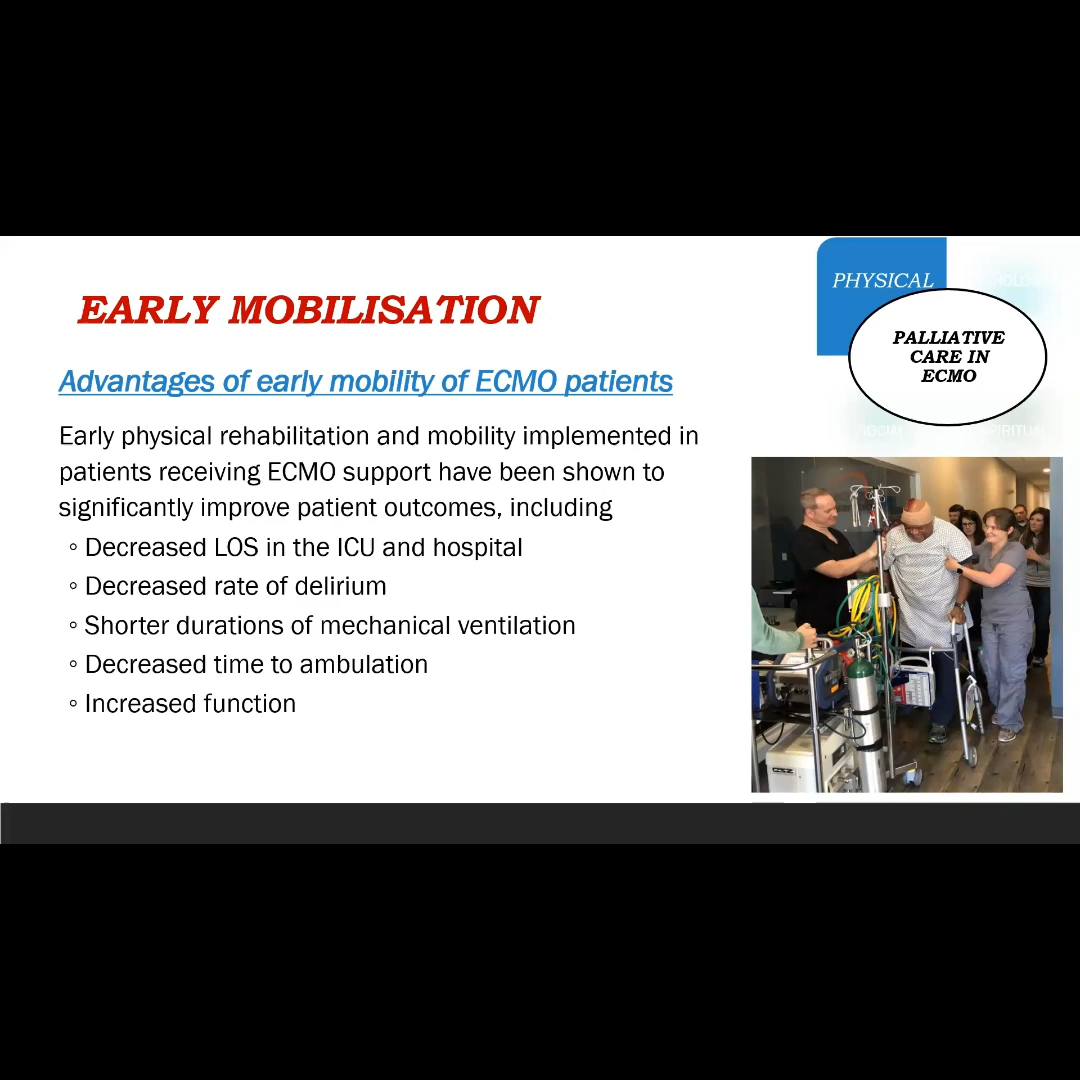 EARLY MOBILISATION
Advantages of early mobility of ECMO patients
Early physical rehabilitation and mobility implemented in
patients receiving ECMO support have been shown to
significantly improve patient outcomes, including
◦ Decreased LOS in the ICU and hospital
◦ Decreased rate of delirium
◦ Shorter durations of mechanical ventilation
◦ Decreased time to ambulation
◦ Increased function
PHYSICAL
PALLIATIVE
CARE IN
ECMO